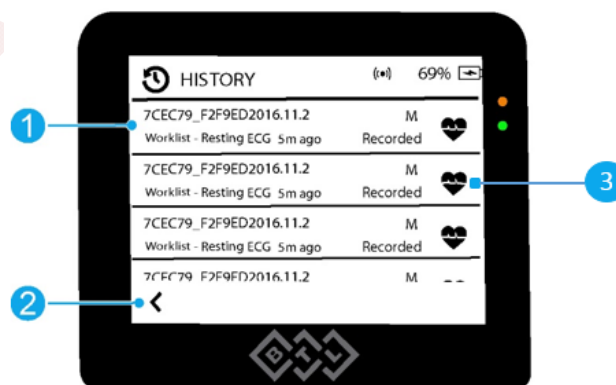 HISTORY 69%
7CEC79_F2F9ED2016.11.2 M
Worklist - Resting ECG 5m ago Recorded
7CEC79_F2F9ED2016.11.2 M
Worklist - Resting ECG 5m ago Recorded
7CEC79_F2F9ED2016.11.2 M
Worklist - Resting ECG 5m ago Recorded
7CEC79_F2F9ED2016.11.2 M
1
3
2
BTL